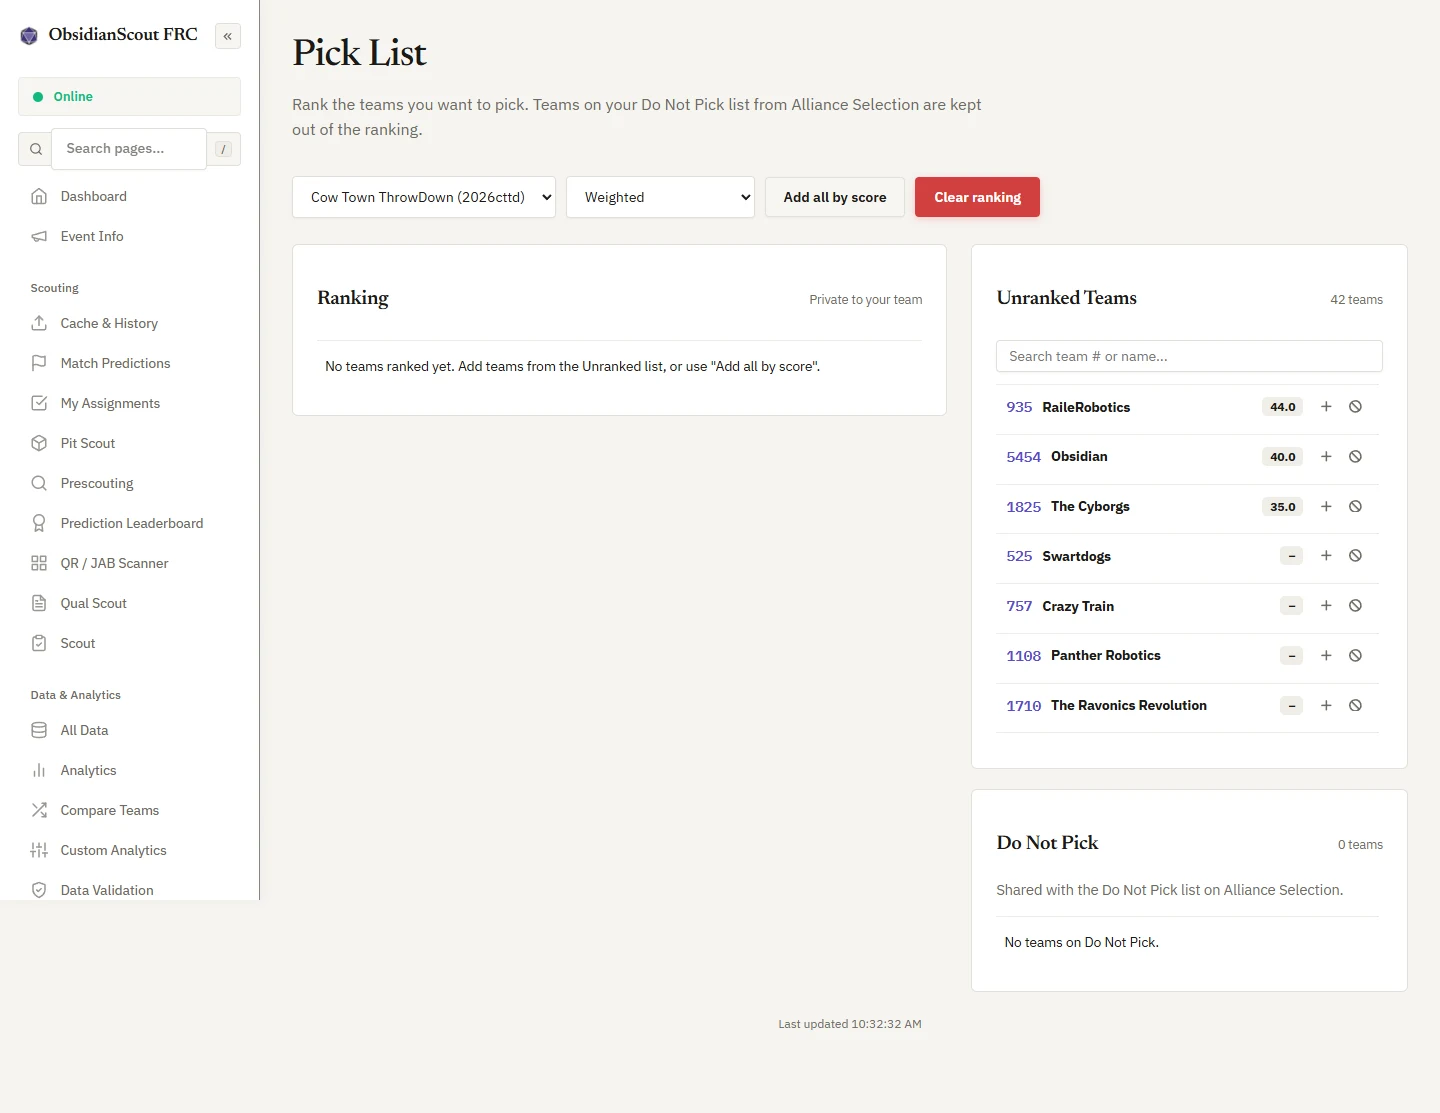 ObsidianScout FRC
«
Online
Search pages...
/
Dashboard
Event Info
Scouting
Cache & History
Match Predictions
My Assignments
Pit Scout
Prescouting
Prediction Leaderboard
QR / JAB Scanner
Qual Scout
Scout
Data & Analytics
All Data
Analytics
Compare Teams
Custom Analytics
Data Validation
Pick List
Rank the teams you want to pick. Teams on your Do Not Pick list from Alliance Selection are kept
out of the ranking.
Cow Town ThrowDown (2026cttd)
Weighted
Add all by score
Clear ranking
Ranking
Private to your team
No teams ranked yet. Add teams from the Unranked list, or use "Add all by score".
Unranked Teams
42 teams
Search team # or name...
935 RaileRobotics 44.0
5454 Obsidian 40.0
1825 The Cyborgs 35.0
525 Swartdogs –
757 Crazy Train –
1108 Panther Robotics –
1710 The Ravonics Revolution –
Do Not Pick
0 teams
Shared with the Do Not Pick list on Alliance Selection.
No teams on Do Not Pick.
Last updated 10:32:32 AM